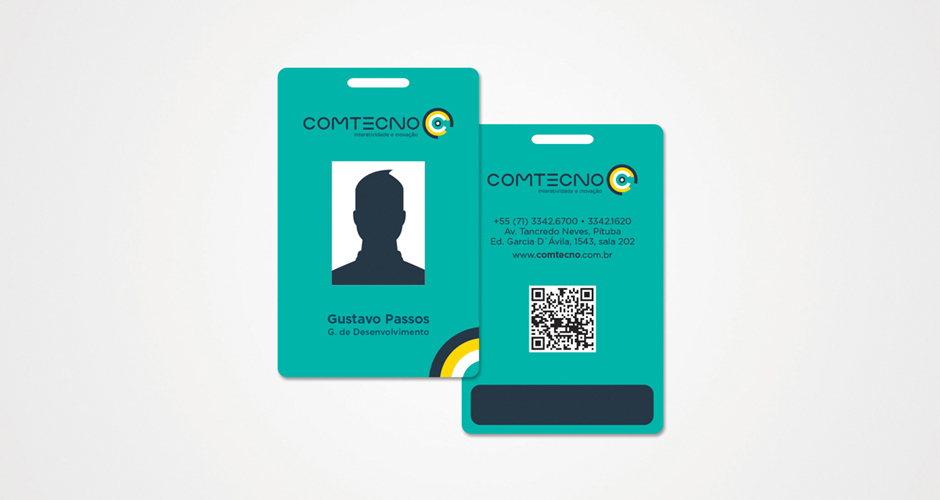 COMTECNO
Interatividade e inovação
Gustavo Passos
G. de Desenvolvimento
COMTECNO
Interatividade e inovação
+55 (71) 3342.6700 • 3342.1620
Av. Tancredo Neves, Pituba
Ed. Garcia D`Ávila, 1543, sala 202
www.comtecno.com.br